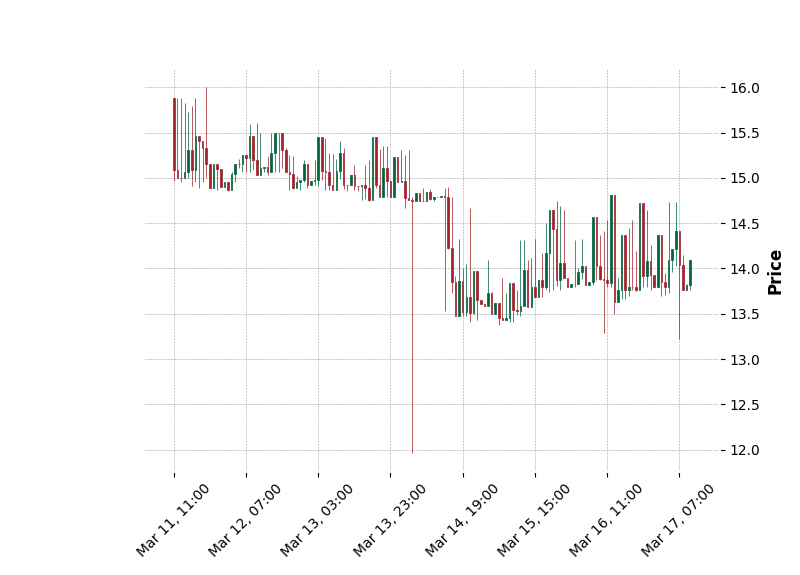 16.0
15.5
15.0
14.5
14.0
13.5
13.0
12.5
12.0
Price
Mar 11, 11:00
Mar 12, 07:00
Mar 13, 03:00
Mar 13, 23:00
Mar 14, 19:00
Mar 15, 15:00
Mar 16, 11:00
Mar 17, 07:00